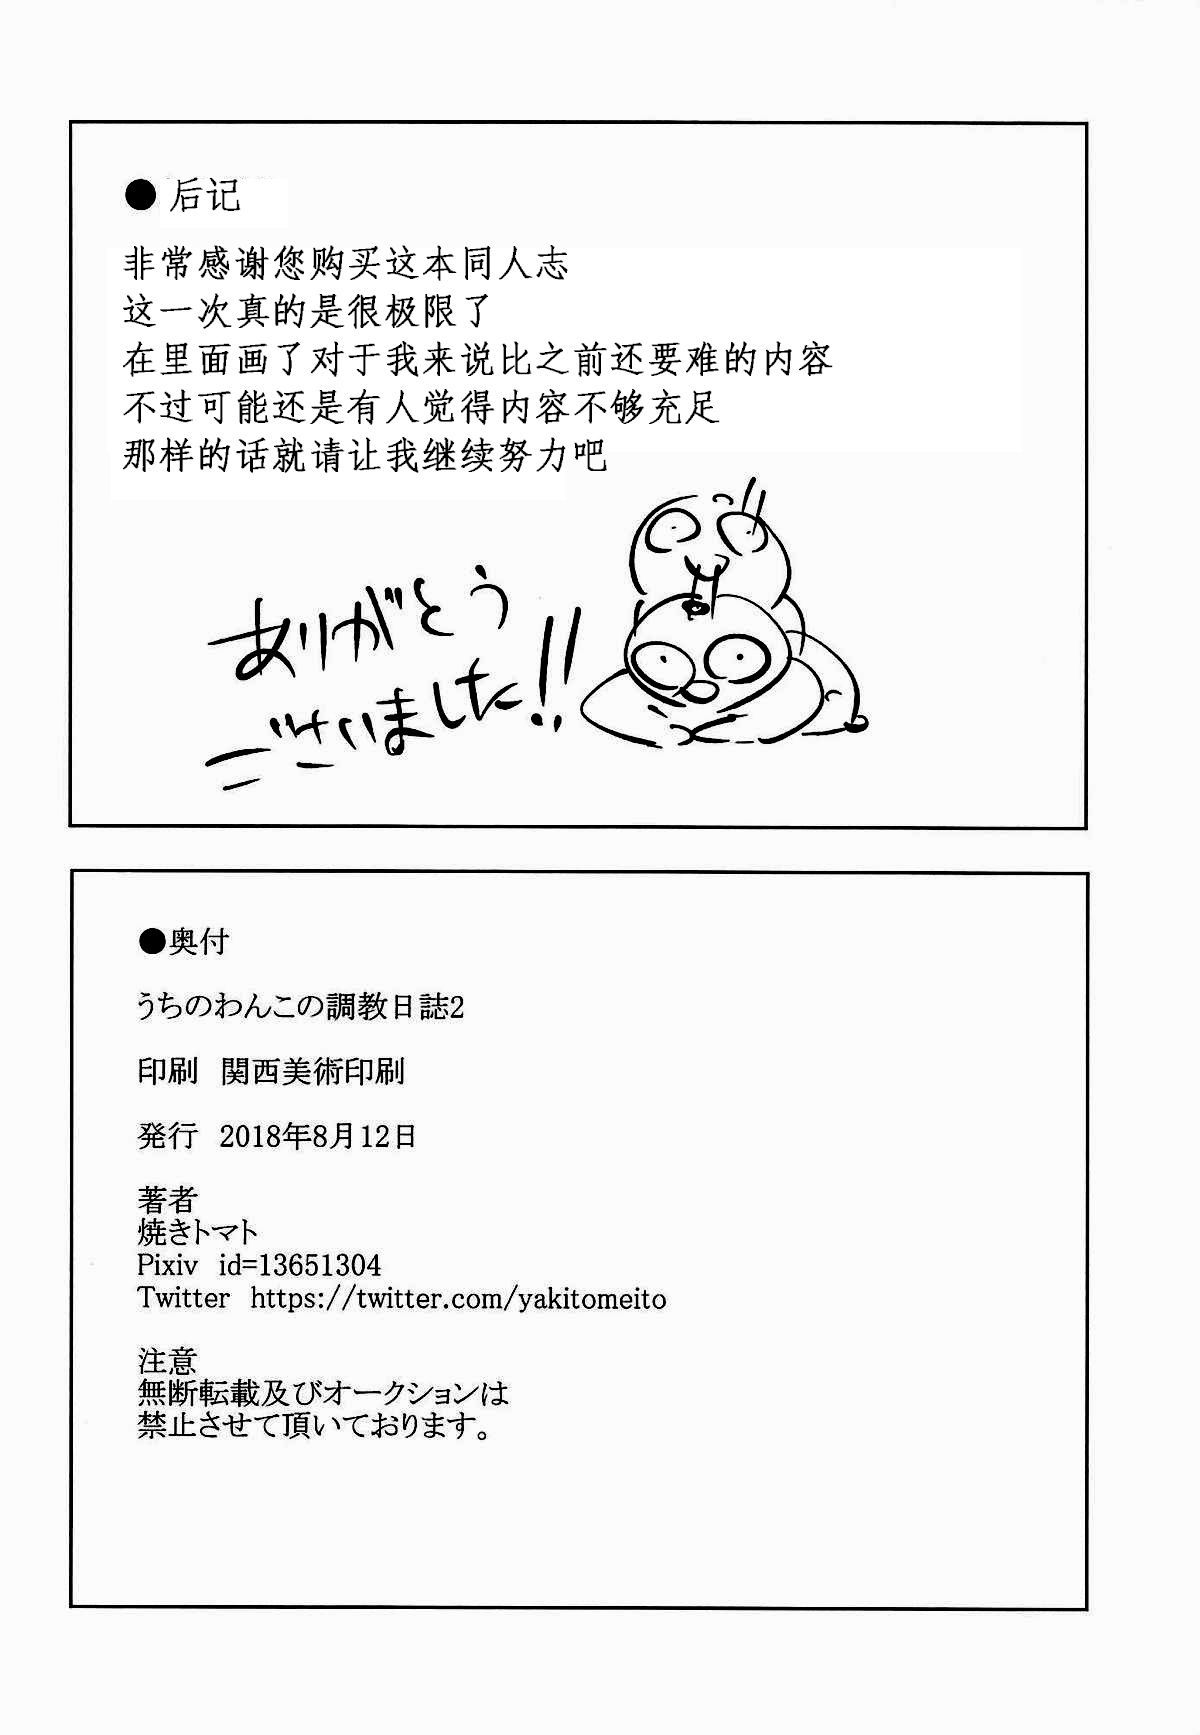 ●后记
非常感谢您购买这本同人志
这一次真的是很极限了
在里面画了对于我来说比之前还要难的内容
不过可能还是有人觉得内容不够充足
那样的话就请让我继续努力吧
ありがとう
ございました!!
●奥付
うちのわんこの調教日誌2
印刷 関西美術印刷
発行 2018年8月12日
著者
焼きトマト
Pixiv id=13651304
Twitter https://twitter.com/yakitomeito
注意
無断転載及びオークションは
禁止させて頂いております。